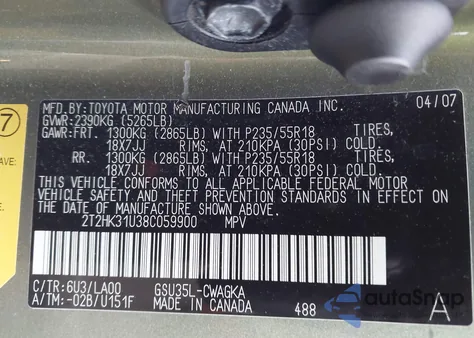 MFD.BY:TOYOTA MOTOR MANUFACTURING CANADA INC. 04/07
GVWR:2390KG (5265LB)
GAWR:FRT. 1300KG (2865LB) WITH P235/55R18 TIRES,
18X7JJ RIMS, AT 210KPA (30PSI) COLD.
RR. 1300KG (2865LB) WITH P235/55R18 TIRES,
18X7JJ RIMS, AT 210KPA (30PSI) COLD.
THIS VEHICLE CONFORMS TO ALL APPLICABLE FEDERAL MOTOR
VEHICLE SAFETY AND THEFT PREVENTION STANDARDS IN EFFECT
ON THE DATE OF MANUFACTURE SHOWN ABOVE.
2T2HK31U38C059900 MPV
C/TR:6U3/LA00 GSU35L-CWAGKA
A/TM:-02B/U151F MADE IN CANADA 488 A
7
AVE:
autoSnap